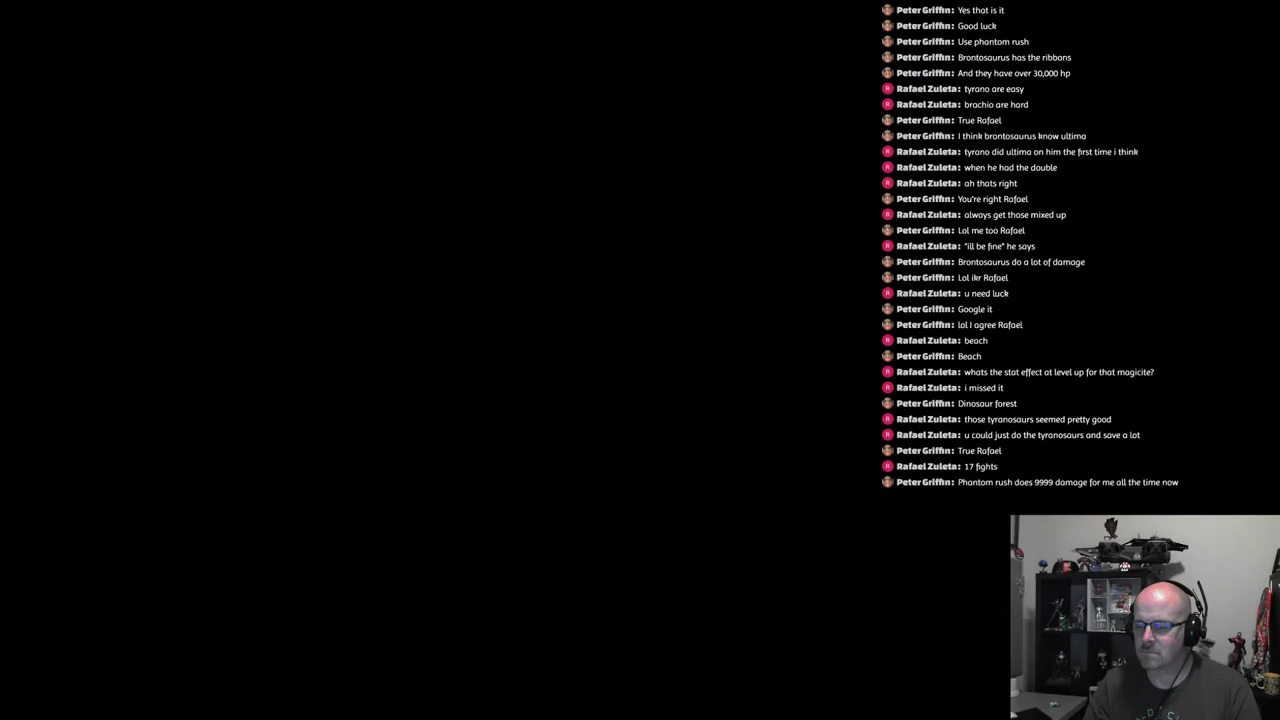 Peter Griffin: Yes that is it
Peter Griffin: Good luck
Peter Griffin: Use phantom rush
Peter Griffin: Brontosaurus has the ribbons
Peter Griffin: And they have over 30,000 hp
R Rafael Zuleta: tyrano are easy
R Rafael Zuleta: brachio are hard
Peter Griffin: True Rafael
Peter Griffin: I think brontosaurus know ultima
R Rafael Zuleta: tyrano did ultima on him the first time i think
R Rafael Zuleta: when he had the double
R Rafael Zuleta: ah thats right
Peter Griffin: You're right Rafael
R Rafael Zuleta: always get those mixed up
Peter Griffin: Lol me too Rafael
R Rafael Zuleta: "ill be fine" he says
Peter Griffin: Brontosaurus do a lot of damage
Peter Griffin: Lol ikr Rafael
R Rafael Zuleta: u need luck
Peter Griffin: Google it
Peter Griffin: lol I agree Rafael
R Rafael Zuleta: beach
Peter Griffin: Beach
R Rafael Zuleta: whats the stat effect at level up for that magicite?
R Rafael Zuleta: i missed it
Peter Griffin: Dinosaur forest
R Rafael Zuleta: those tyranosaurs seemed pretty good
R Rafael Zuleta: u could just do the tyranosaurs and save a lot
Peter Griffin: True Rafael
R Rafael Zuleta: 17 fights
Peter Griffin: Phantom rush does 9999 damage for me all the time now